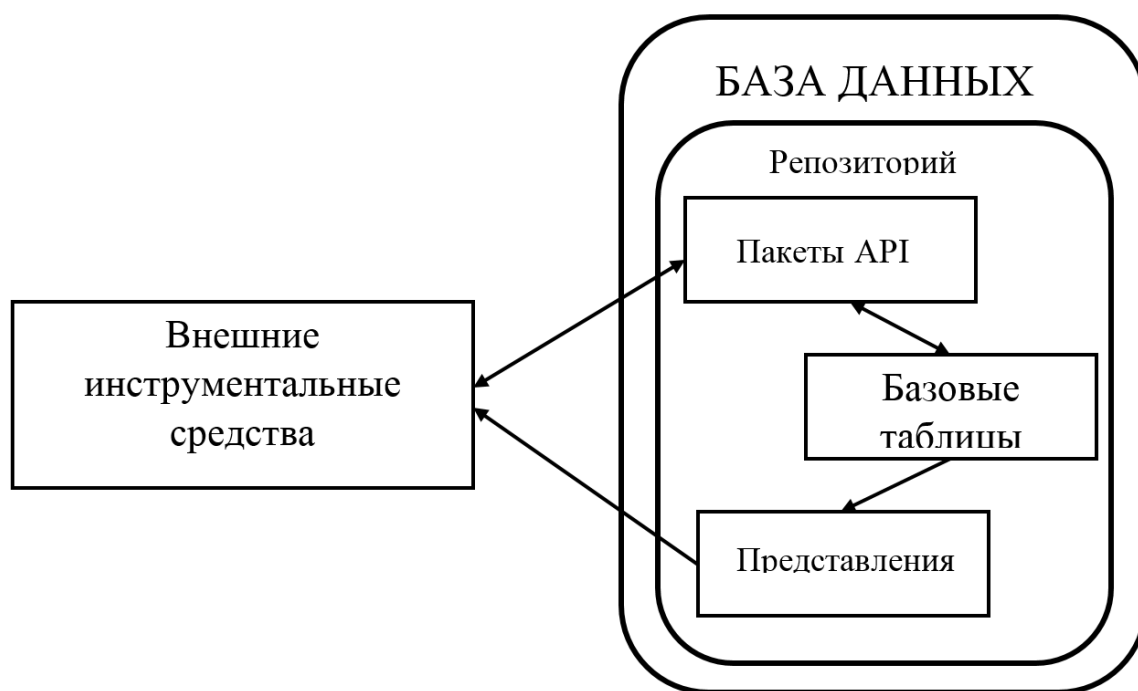 БАЗА ДАННЫХ
Репозиторий
Пакеты API
Внешние
инструментальные
средства
Базовые
таблицы
Представления